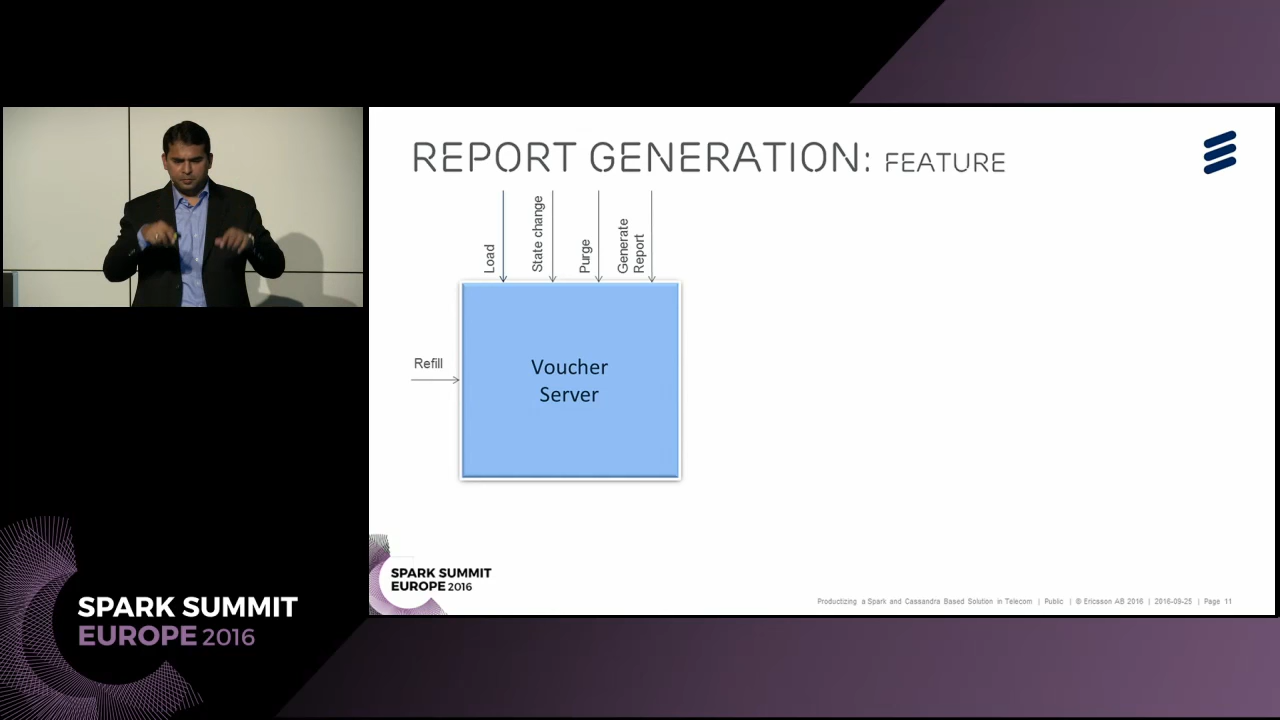 REPORT GENERATION: FEATURE
Load
State change
Purge
Generate
Report
Refill
Voucher
Server
SPARK SUMMIT
EUROPE 2016
Productizing a Spark and Cassandra Based Solution in Telecom | Public | © Ericsson AB 2016 | 2016-09-25 | Page 11
SPARK SUMMIT
EUROPE 2016